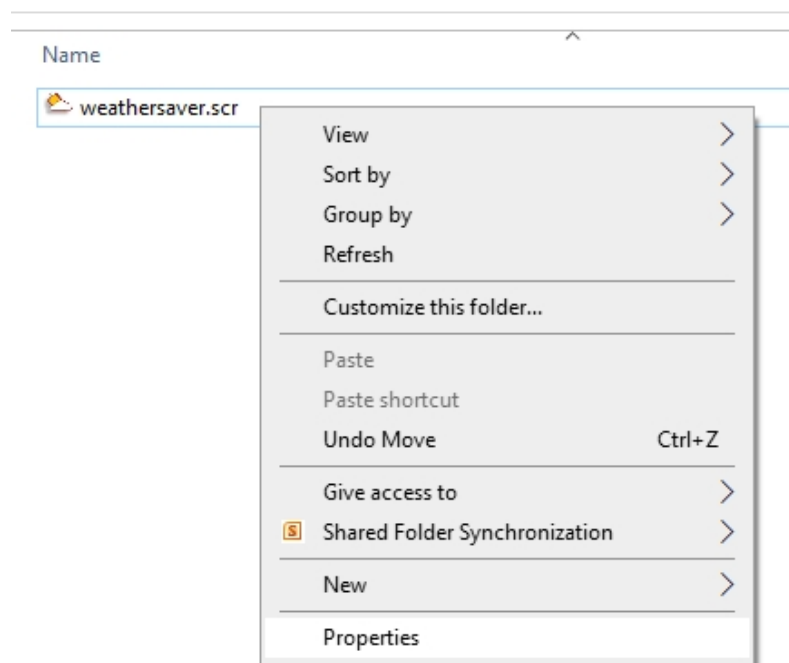 Name
weathersaver.scr
View
Sort by
Group by
Refresh
Customize this folder...
Paste
Paste shortcut
Undo Move Ctrl+Z
Give access to
S Shared Folder Synchronization
New
Properties